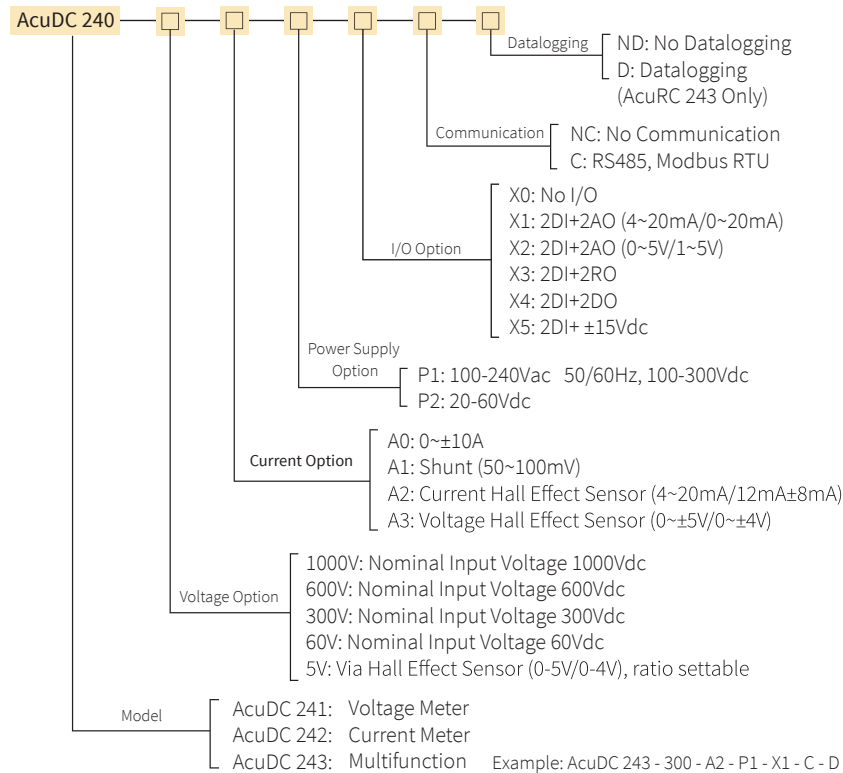 AcuDC 240
Datalogging
ND: No Datalogging
D: Datalogging
(AcuRC 243 Only)
Communication
NC: No Communication
C: RS485, Modbus RTU
I/O Option
X0: No I/O
X1: 2DI+2AO (4~20mA/0~20mA)
X2: 2DI+2AO (0~5V/1~5V)
X3: 2DI+2RO
X4: 2DI+2DO
X5: 2DI+ ±15Vdc
Power Supply
Option
P1: 100-240Vac 50/60Hz, 100-300Vdc
P2: 20-60Vdc
Current Option
A0: 0~±10A
A1: Shunt (50~100mV)
A2: Current Hall Effect Sensor (4~20mA/12mA±8mA)
A3: Voltage Hall Effect Sensor (0~±5V/0~±4V)
Voltage Option
1000V: Nominal Input Voltage 1000Vdc
600V: Nominal Input Voltage 600Vdc
300V: Nominal Input Voltage 300Vdc
60V: Nominal Input Voltage 60Vdc
5V: Via Hall Effect Sensor (0-5V/0-4V), ratio settable
Model
AcuDC 241: Voltage Meter
AcuDC 242: Current Meter
AcuDC 243: Multifunction
Example: AcuDC 243 - 300 - A2 - P1 - X1 - C - D